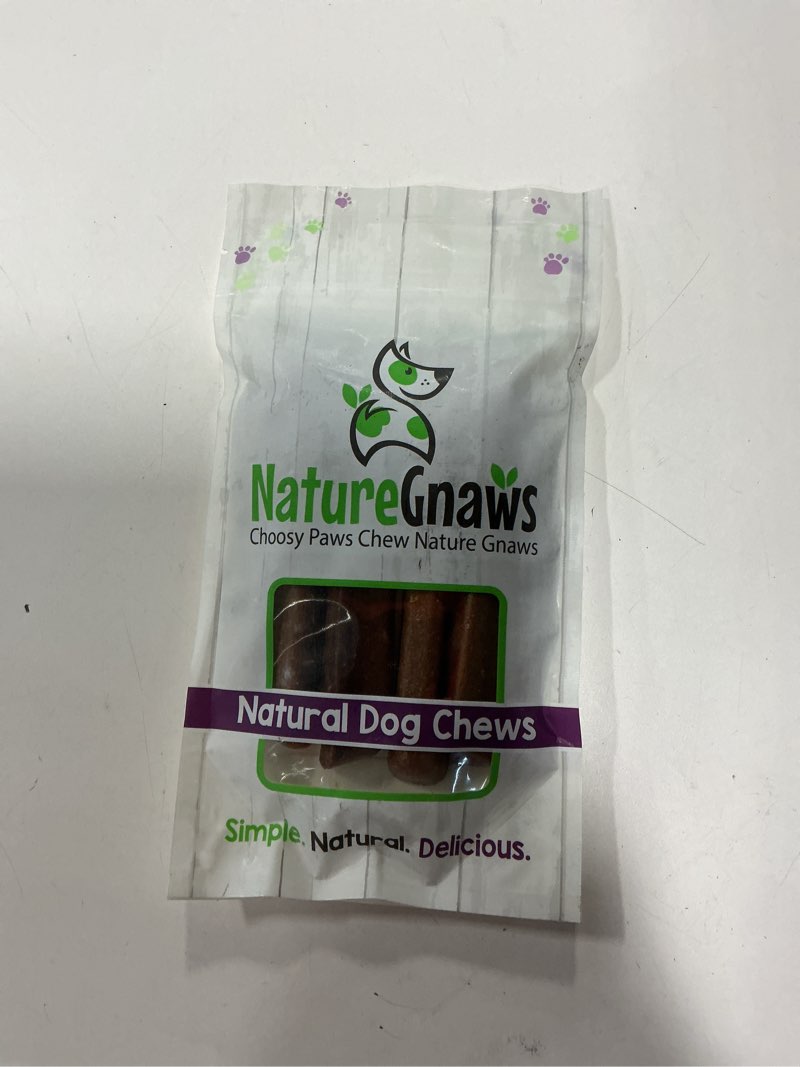 NatureGnaws
Choosy Paws Chew Nature Gnaws
Natural Dog Chews
Simple. Natural. Delicious.